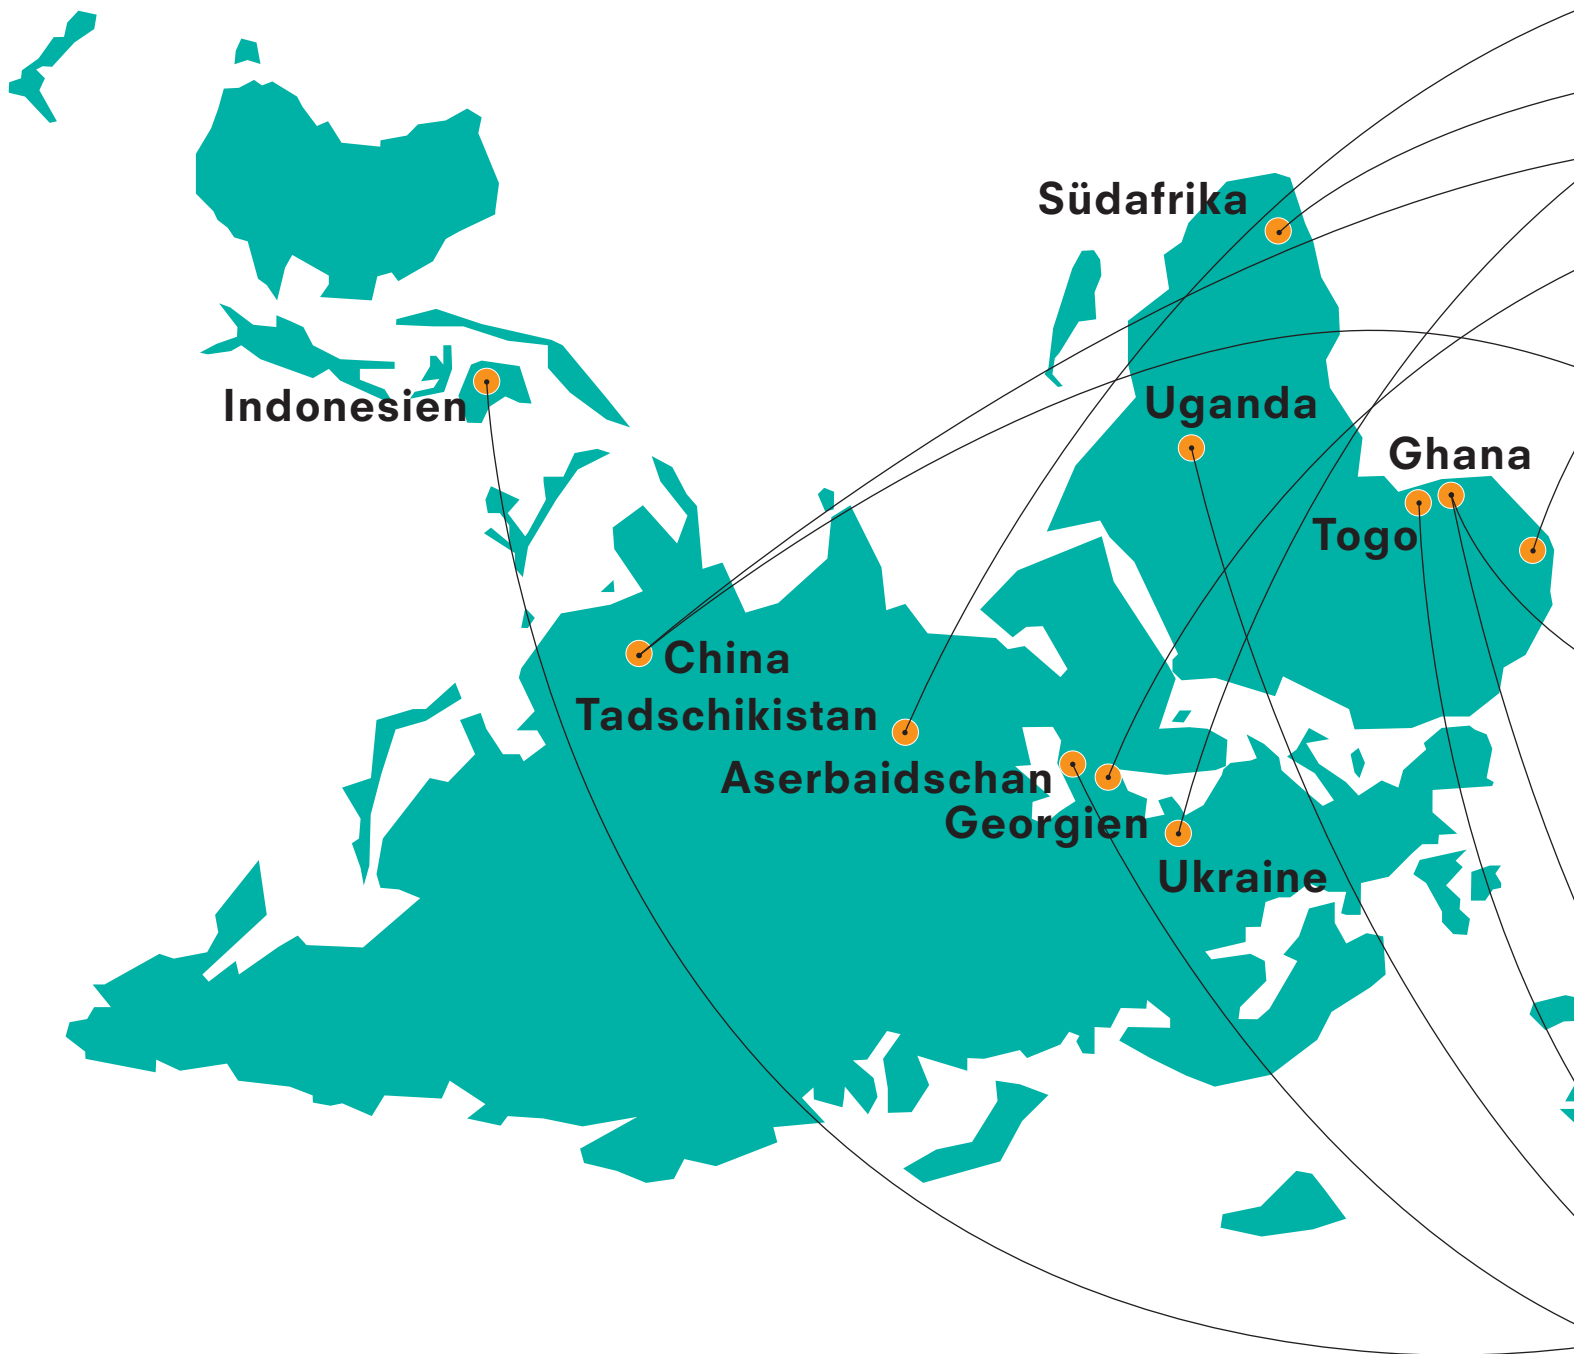 Südafrika
Indonesien
Uganda
Ghana
Togo
China
Tadschikistan
Aserbaidschan
Georgien
Ukraine